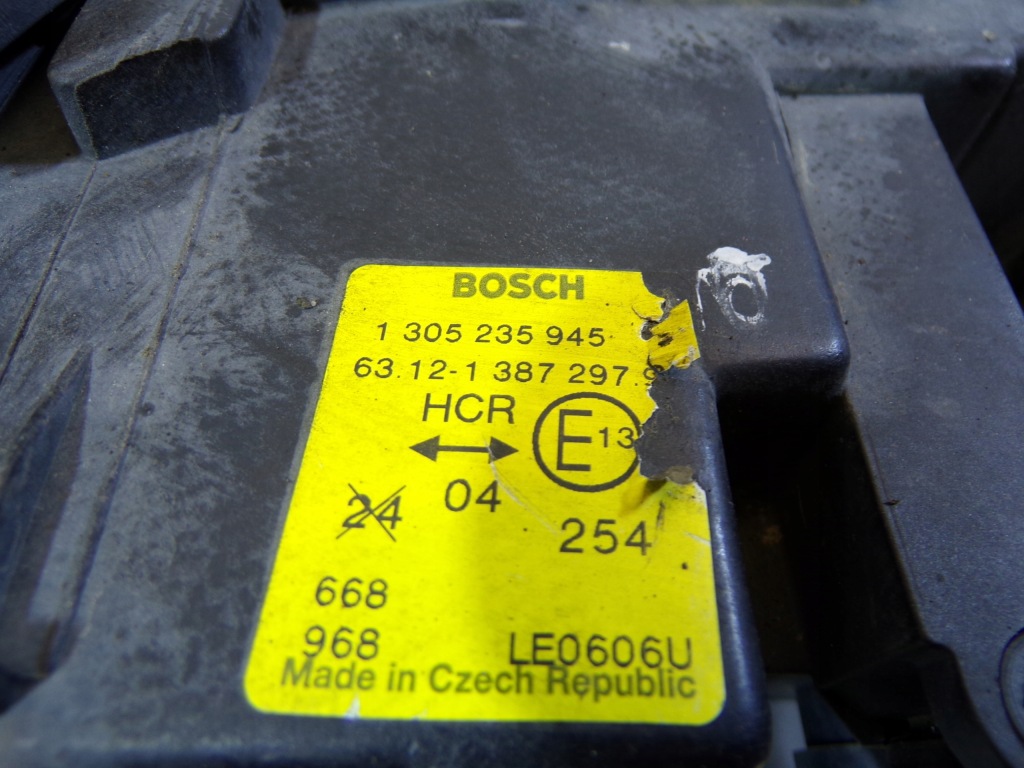 BOSCH
1 305 235 945
63.12-1 387 297.9
HCR
E13
04
24
254
668
968
LE0606U
Made in Czech Republic